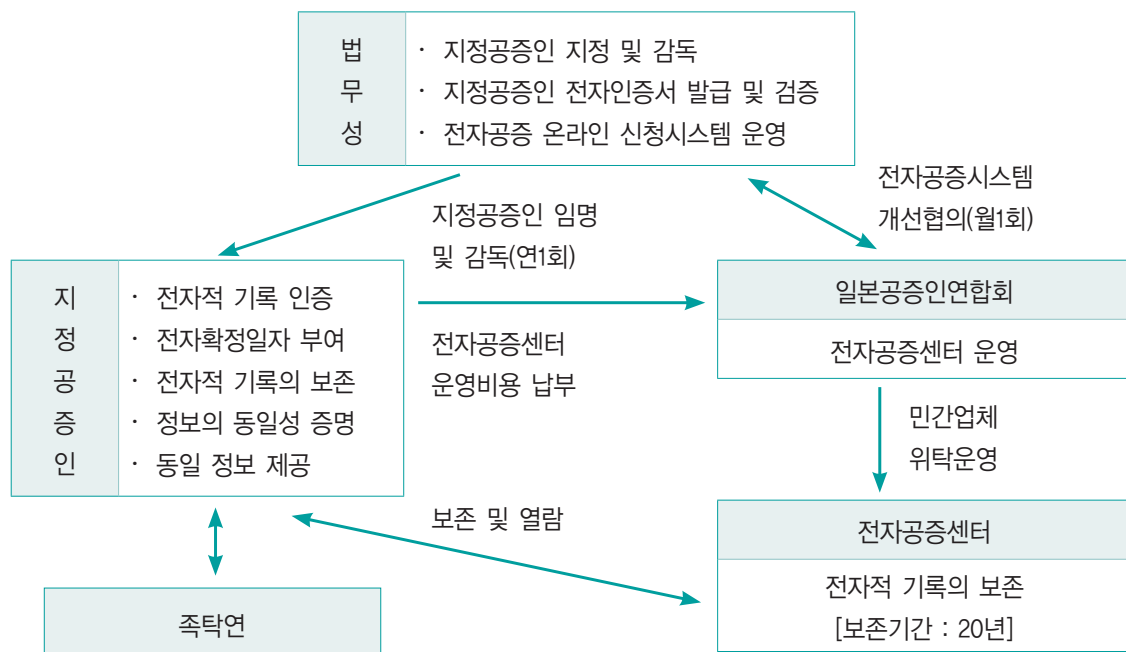 법무성
· 지정공증인 지정 및 감독
· 지정공증인 전자인증서 발급 및 검증
· 전자공증 온라인 신청시스템 운영
전자공증시스템
개선협의(월1회)
지정공증인 임명
및 감독(연1회)
지정공증인
· 전자적 기록 인증
· 전자확정일자 부여
· 전자적 기록의 보존
· 정보의 동일성 증명
· 동일 정보 제공
전자공증센터
운영비용 납부
일본공증인연합회
전자공증센터 운영
민간업체
위탁운영
보존 및 열람
전자공증센터
전자적 기록의 보존
[보존기간 : 20년]
족탁연